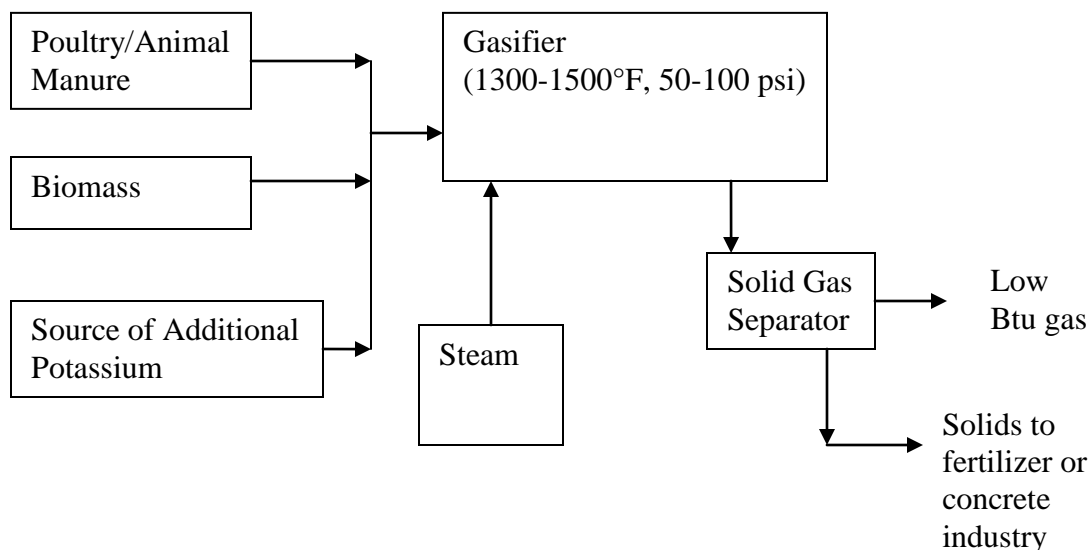 Poultry/Animal
Manure
Gasifier
(1300-1500°F, 50-100 psi)
Biomass
Source of Additional
Potassium
Steam
Solid Gas
Separator
Low
Btu gas
Solids to
fertilizer or
concrete
industry